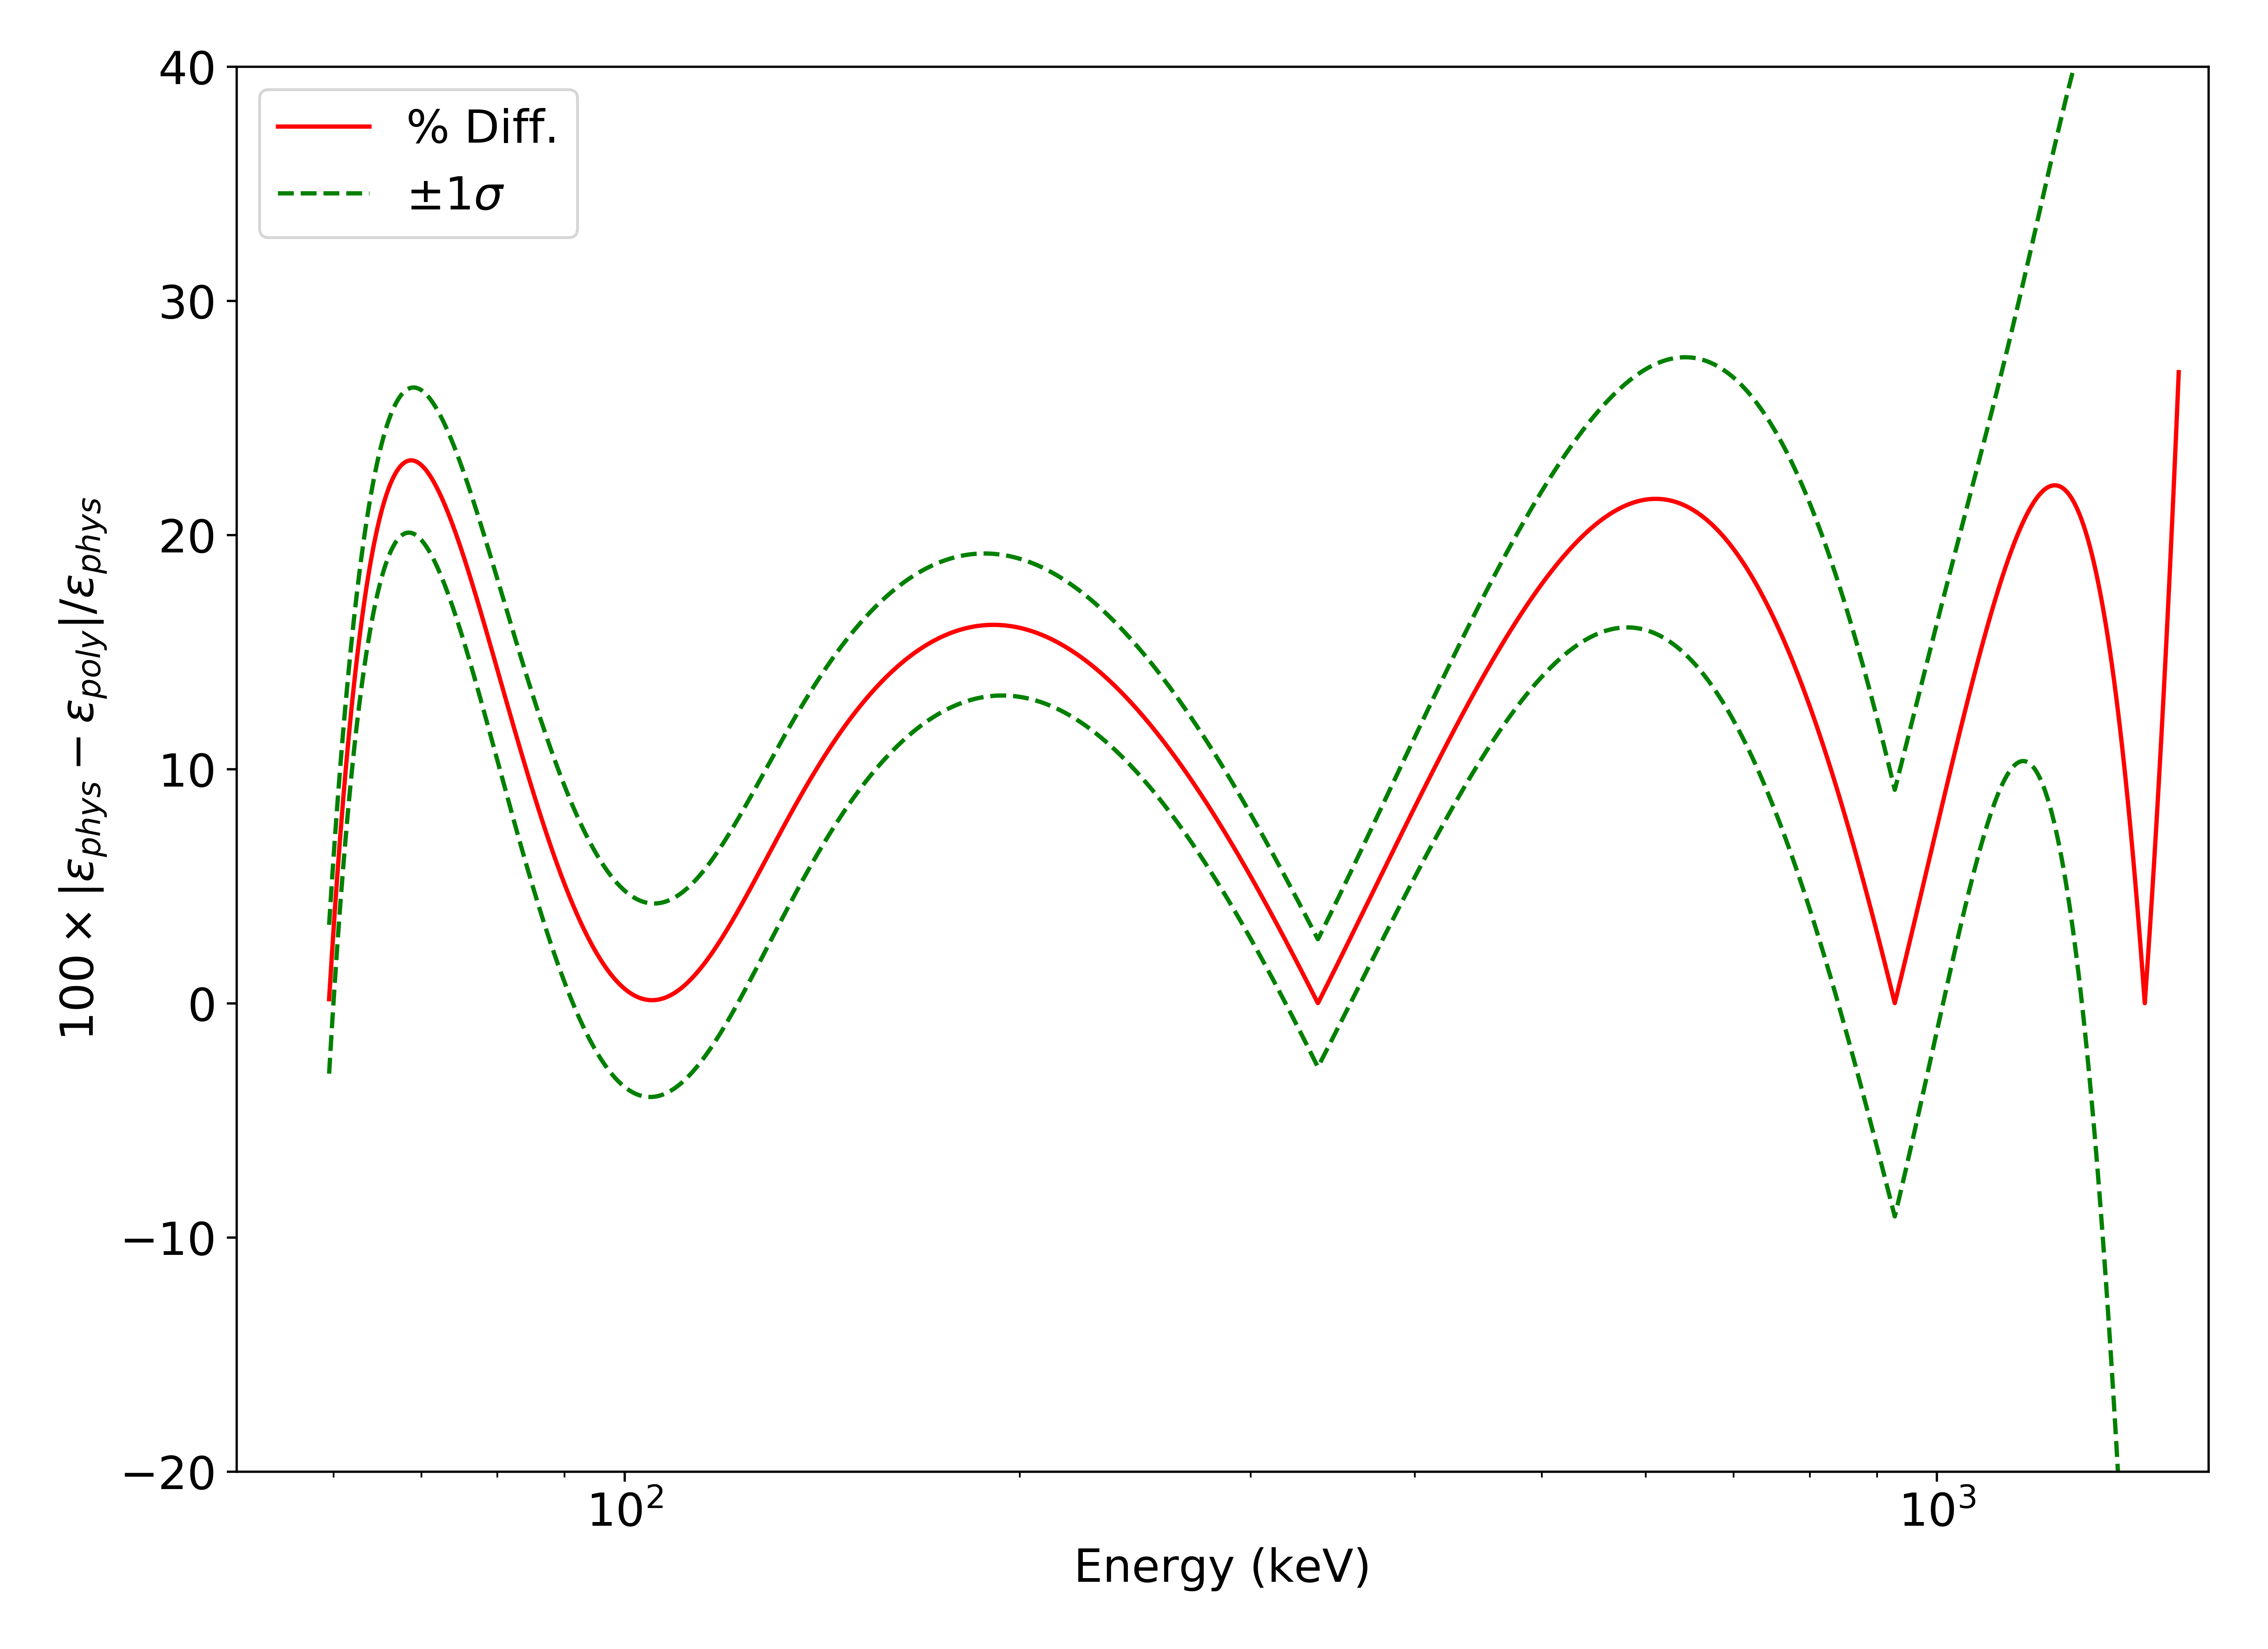 40
30
20
10
0
−10
−20
100 × |εphys − εpoly|/εphys
% Diff.
±1σ
10²
10³
Energy (keV)